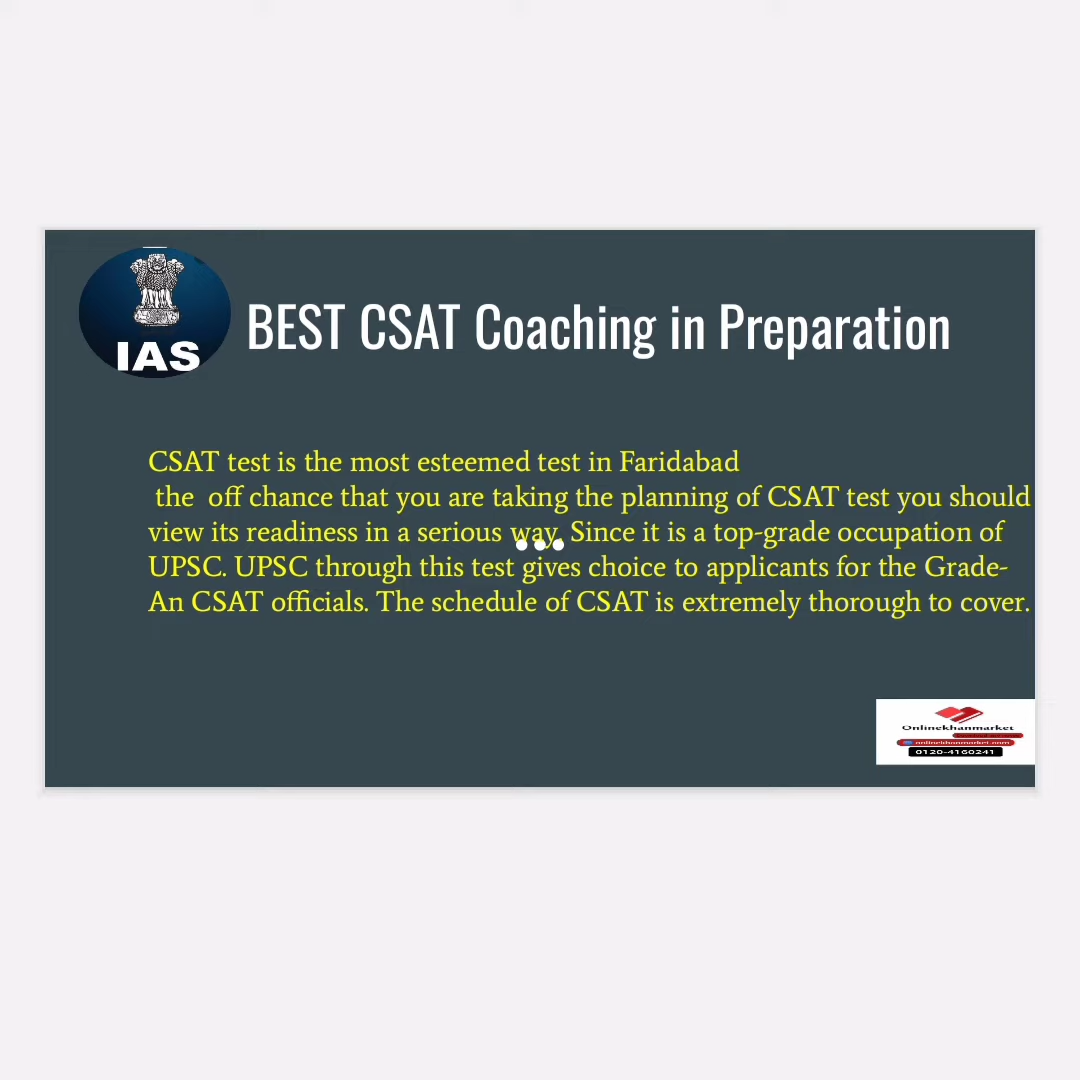 IAS
BEST CSAT Coaching in Preparation
CSAT test is the most esteemed test in Faridabad
the off chance that you are taking the planning of CSAT test you should
view its readiness in a serious way. Since it is a top-grade occupation of
UPSC. UPSC through this test gives choice to applicants for the Grade-
An CSAT officials. The schedule of CSAT is extremely thorough to cover.
Onlinekhanmarket
onlinekhanmarket.com
0120-4160241